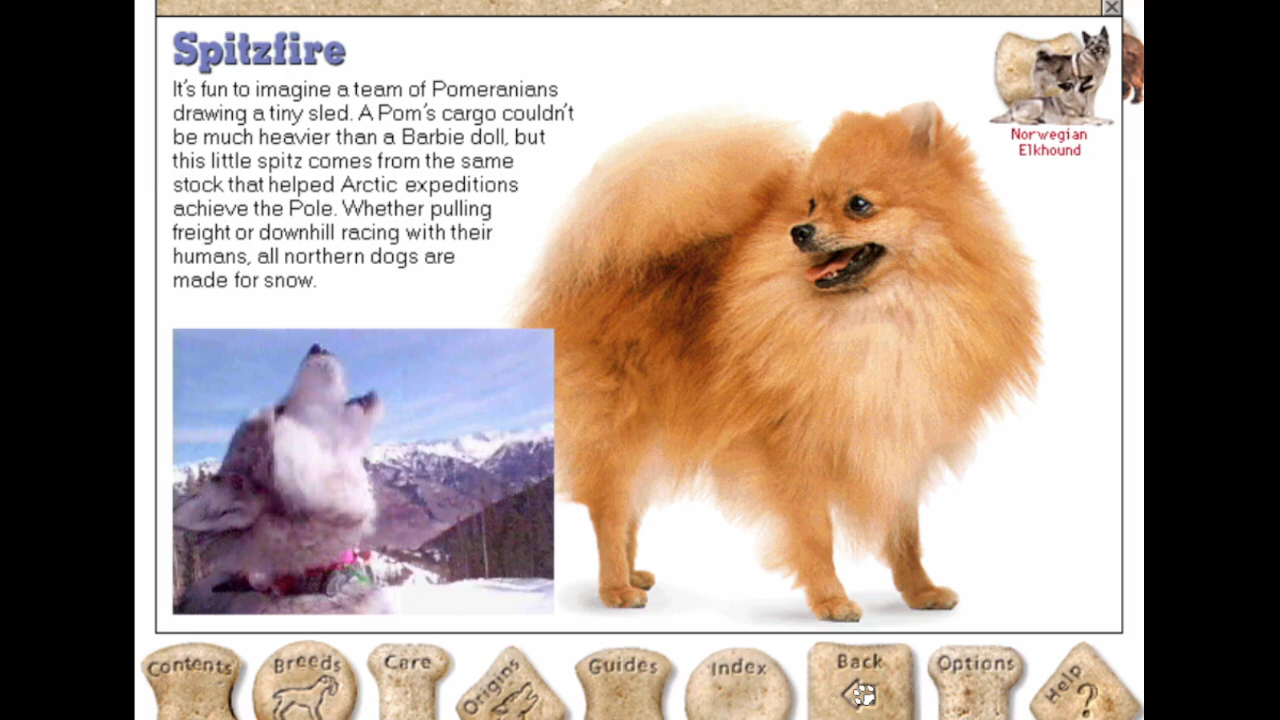 Spitzfire
It's fun to imagine a team of Pomeranians
drawing a tiny sled. A Pom's cargo couldn't
be much heavier than a Barbie doll, but
this little spitz comes from the same
stock that helped Arctic expeditions
achieve the Pole. Whether pulling
freight or downhill racing with their
humans, all northern dogs are
made for snow.
Norwegian
Elkhound
Contents
Breeds
Care
Origins
Guides
Index
Back
Options
Help
?